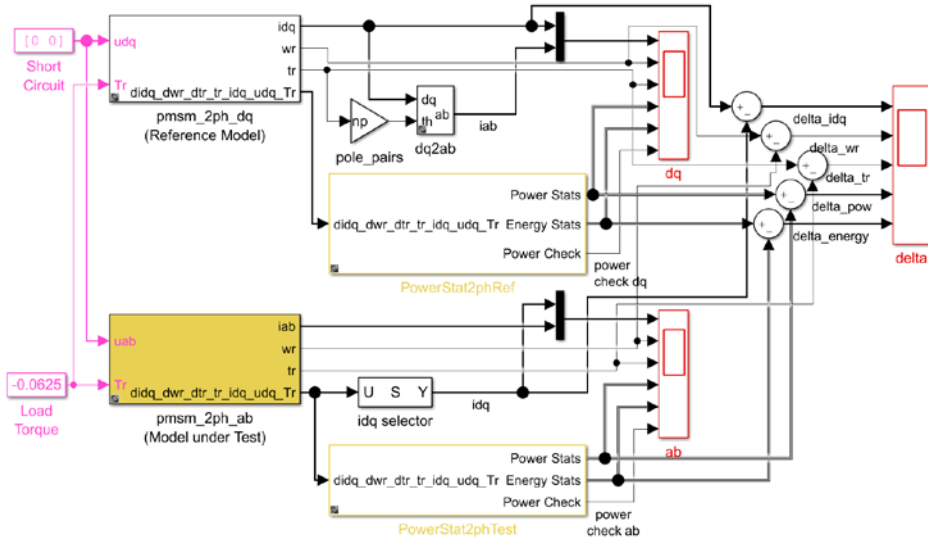 [0 0]
Short
Circuit
udq
Tr
idq
wr
tr
didq_dwr_dtr_tr_idq_udq_Tr
pmsm_2ph_dq
(Reference Model)
np
pole_pairs
dq
th
ab
dq2ab
iab
dq
delta_idq
delta_wr
delta_tr
delta_pow
delta_energy
delta
didq_dwr_dtr_tr_idq_udq_Tr
Power Stats
Energy Stats
Power Check
PowerStat2phRef
power
check dq
uab
Tr
iab
wr
tr
didq_dwr_dtr_tr_idq_udq_Tr
pmsm_2ph_ab
(Model under Test)
-0.0625
Load
Torque
U S Y
idq selector
idq
ab
didq_dwr_dtr_tr_idq_udq_Tr
Power Stats
Energy Stats
Power Check
PowerStat2phTest
power
check ab